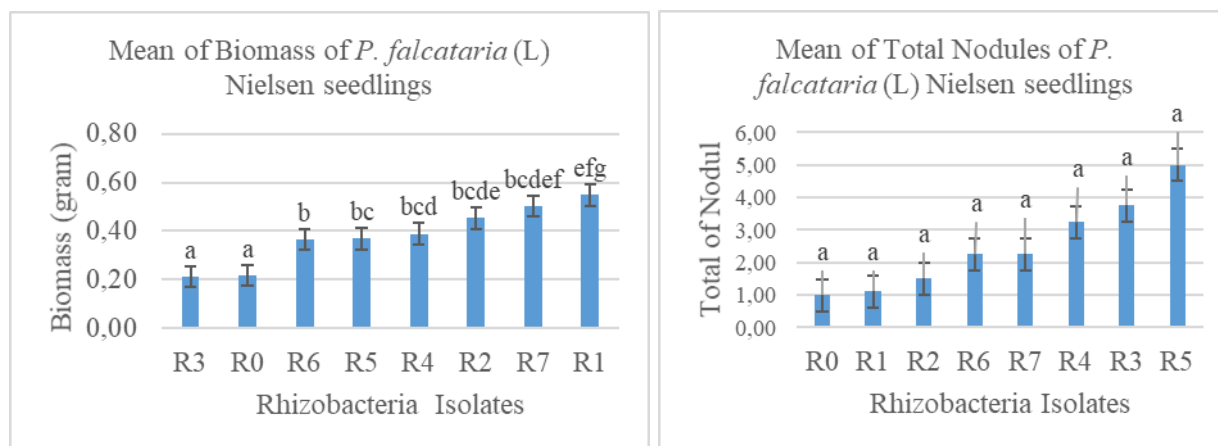 Mean of Biomass of P. falcataria (L)
Nielsen seedlings
Biomass (gram)
0,80
0,60
0,40
0,20
0,00
a
a
b
bc
bcd
bcde
bcdef
efg
R3 R0 R6 R5 R4 R2 R7 R1
Rhizobacteria Isolates
Mean of Total Nodules of P.
falcataria (L) Nielsen seedlings
Total of Nodul
6,00
5,00
4,00
3,00
2,00
1,00
0,00
a
a
a
a
a
a
a
a
R0 R1 R2 R6 R7 R4 R3 R5
Rhizobacteria Isolates